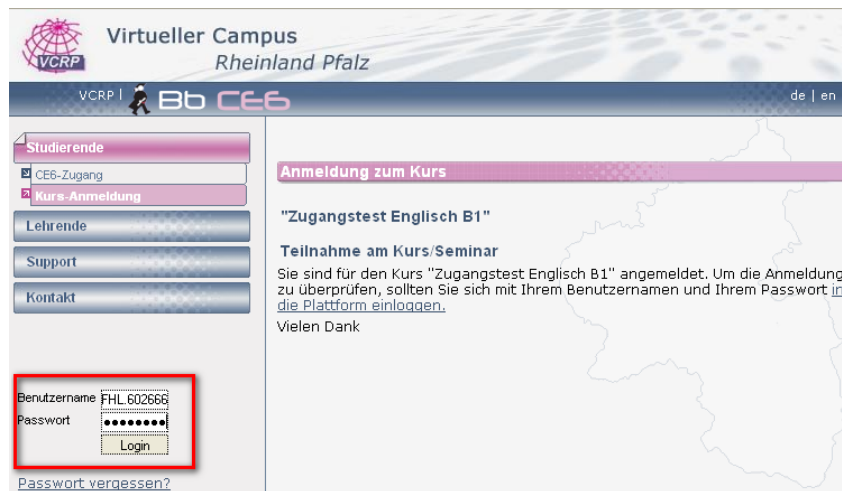 Virtueller Campus
Rheinland Pfalz
VCRP
VCRP | Bb CE6
de | en
Studierende
CE6-Zugang
Kurs-Anmeldung
Lehrende
Support
Kontakt
Anmeldung zum Kurs
"Zugangstest Englisch B1"
Teilnahme am Kurs/Seminar
Sie sind für den Kurs "Zugangstest Englisch B1" angemeldet. Um die Anmeldung
zu überprüfen, sollten Sie sich mit Ihrem Benutzernamen und Ihrem Passwort in
die Plattform einloggen.
Vielen Dank
Benutzername FHL.602666
Passwort ••••••••
Login
Passwort vergessen?